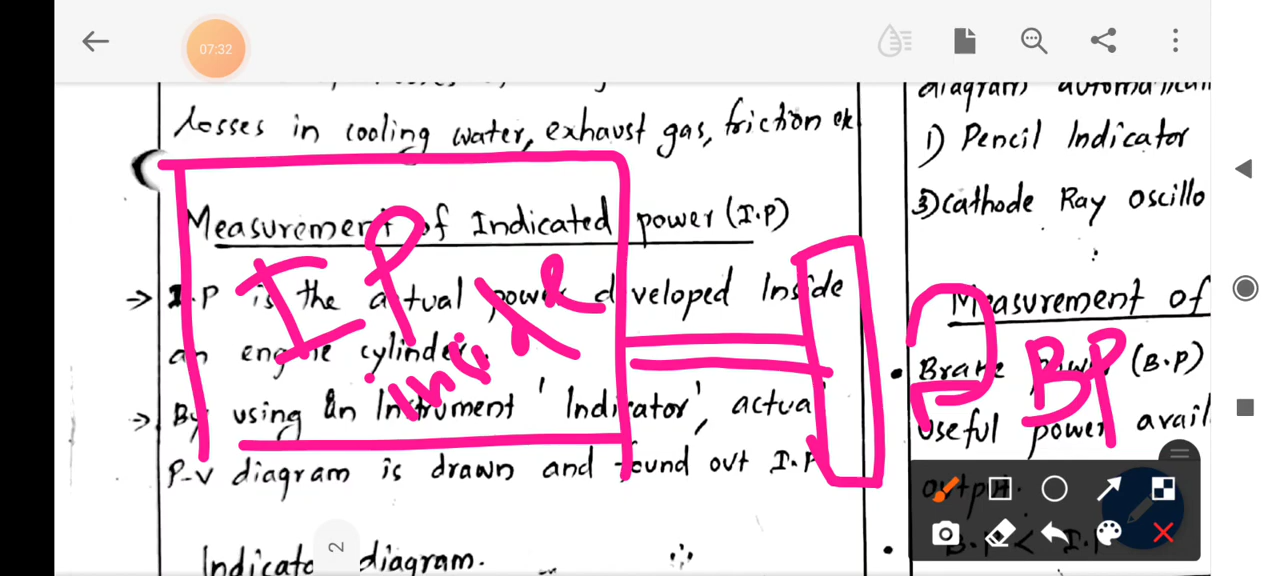 07:32
losses in cooling water, exhaust gas, friction
Measurement of Indicated power (I.P)
→ I.P is the actual power developed Inside
an engine cylinder.
→ By using an Instrument 'Indicator', actual
P-V diagram is drawn and found out I.P
Indicator diagram.
2
IP
inside
diagram
1) Pencil Indicator
3) cathode Ray oscillo
Measurement of
• Brake power (B.P)
useful power avail
output.
• B.P < I.P
BP